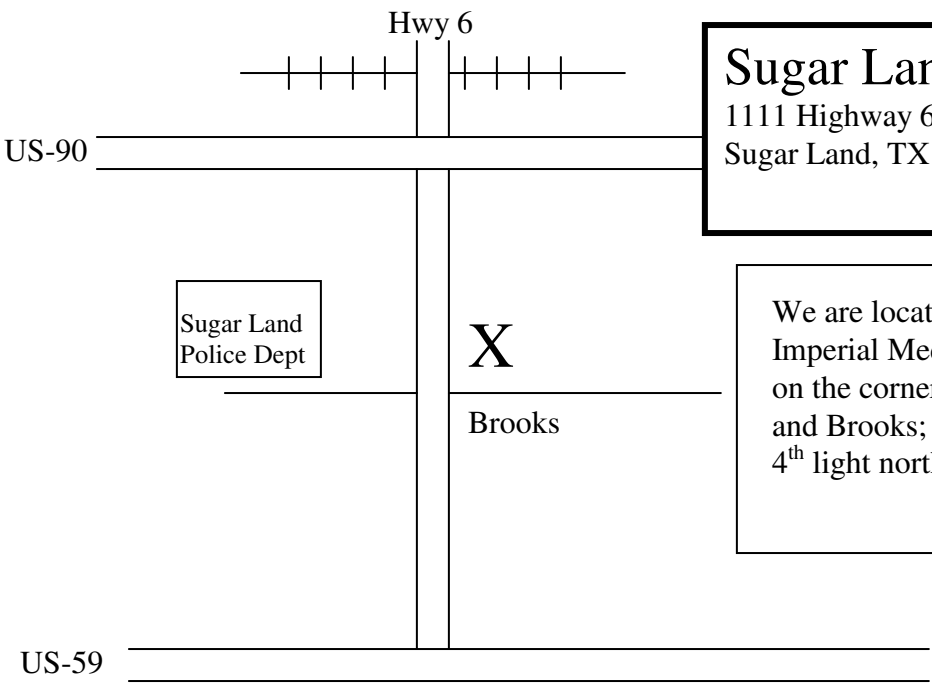 Hwy 6
Sugar Lan
1111 Highway 6
Sugar Land, TX
US-90
Sugar Land
Police Dept
X
Brooks
We are locat
Imperial Me
on the corner
and Brooks;
4th light nort
US-59